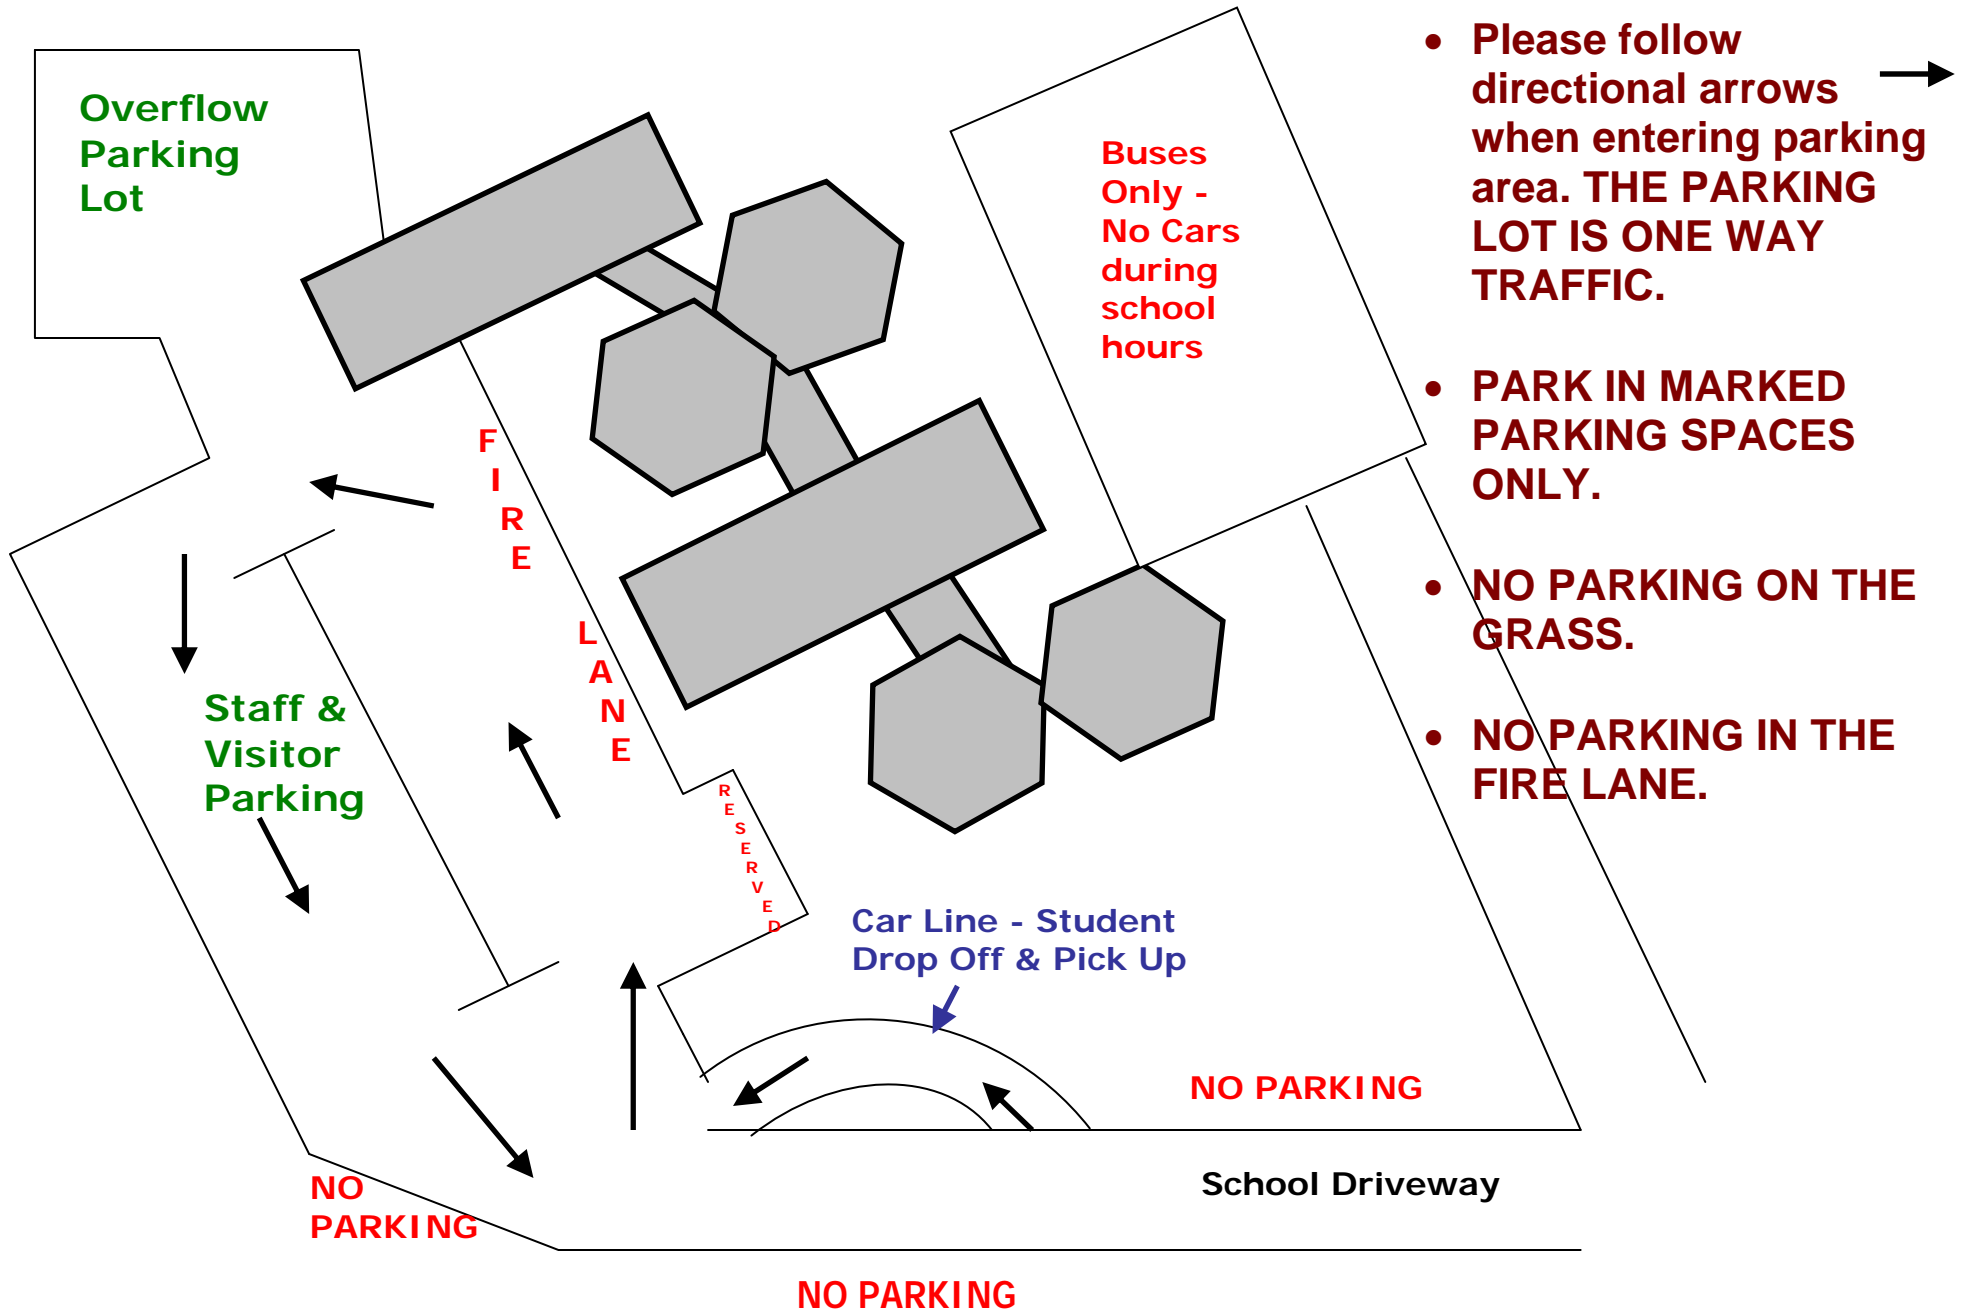 Overflow
Parking
Lot
Buses
Only -
No Cars
during
school
hours
• Please follow
directional arrows
when entering parking
area. THE PARKING
LOT IS ONE WAY
TRAFFIC.
• PARK IN MARKED
PARKING SPACES
ONLY.
• NO PARKING ON THE
GRASS.
• NO PARKING IN THE
FIRE LANE.
FIRE
LANE
Staff &
Visitor
Parking
RESERVED
Car Line - Student
Drop Off & Pick Up
NO PARKING
School Driveway
NO
PARKING
NO PARKING